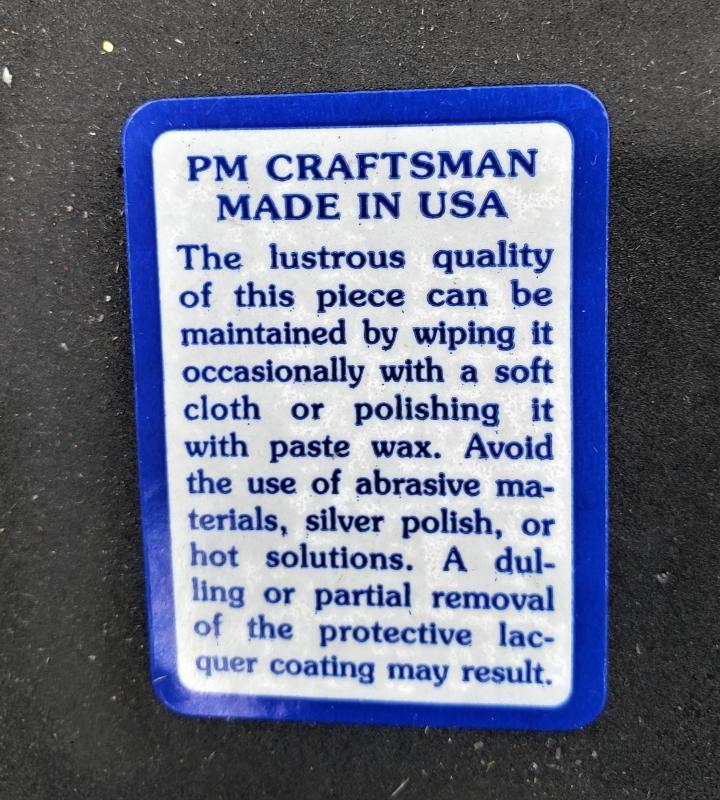 PM CRAFTSMAN
MADE IN USA
The lustrous quality
of this piece can be
maintained by wiping it
occasionally with a soft
cloth or polishing it
with paste wax. Avoid
the use of abrasive ma-
terials, silver polish, or
hot solutions. A dul-
ling or partial removal
of the protective lac-
quer coating may result.